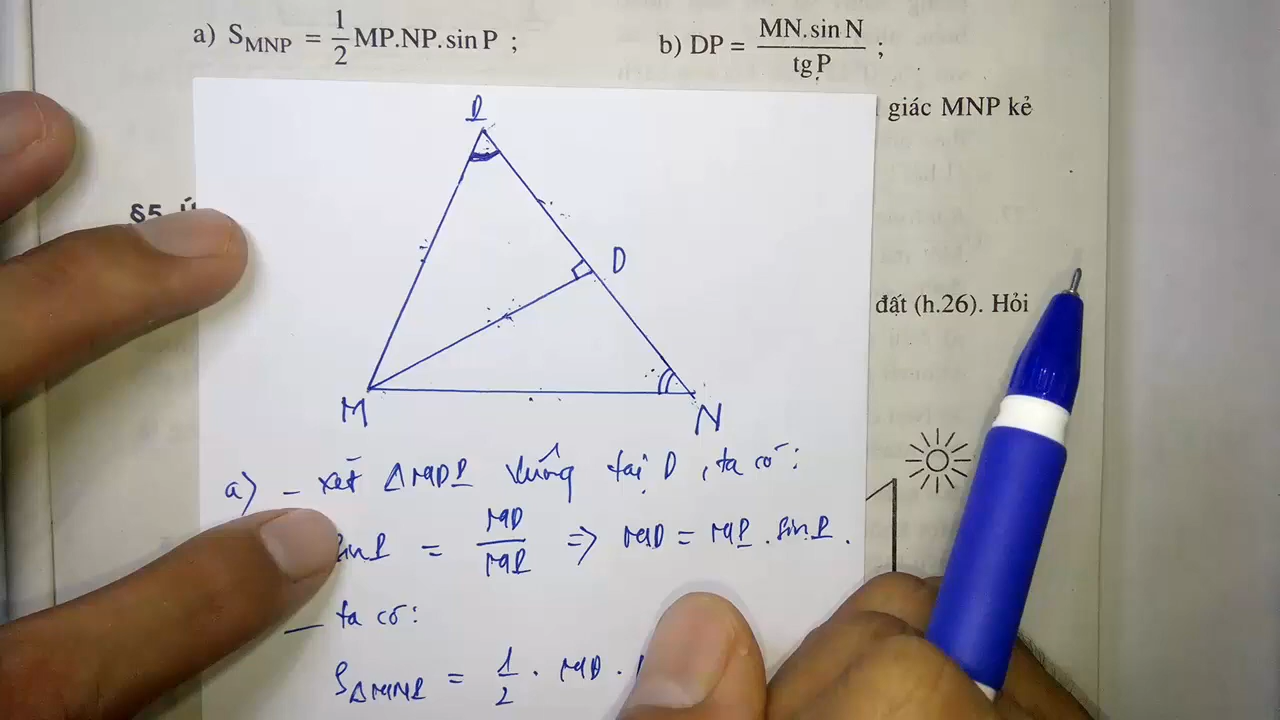 a) S_MNP = 1/2 MP.NP.sin P ;
b) DP = MN.sin N / tg P ;
giác MNP kẻ
§5.
đất (h.26). Hỏi
P
D
M
N
a) – xét ΔMDP vuông tại D, ta có:
sin P = MD/MP => MD = MP . sin P.
– ta có:
S_ΔMNP = 1/2 . MD .